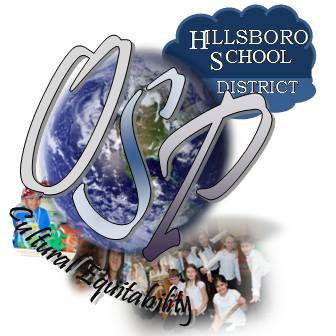 HILLSBORO
SCHOOL
DISTRICT
OSP
Cultural Equitability